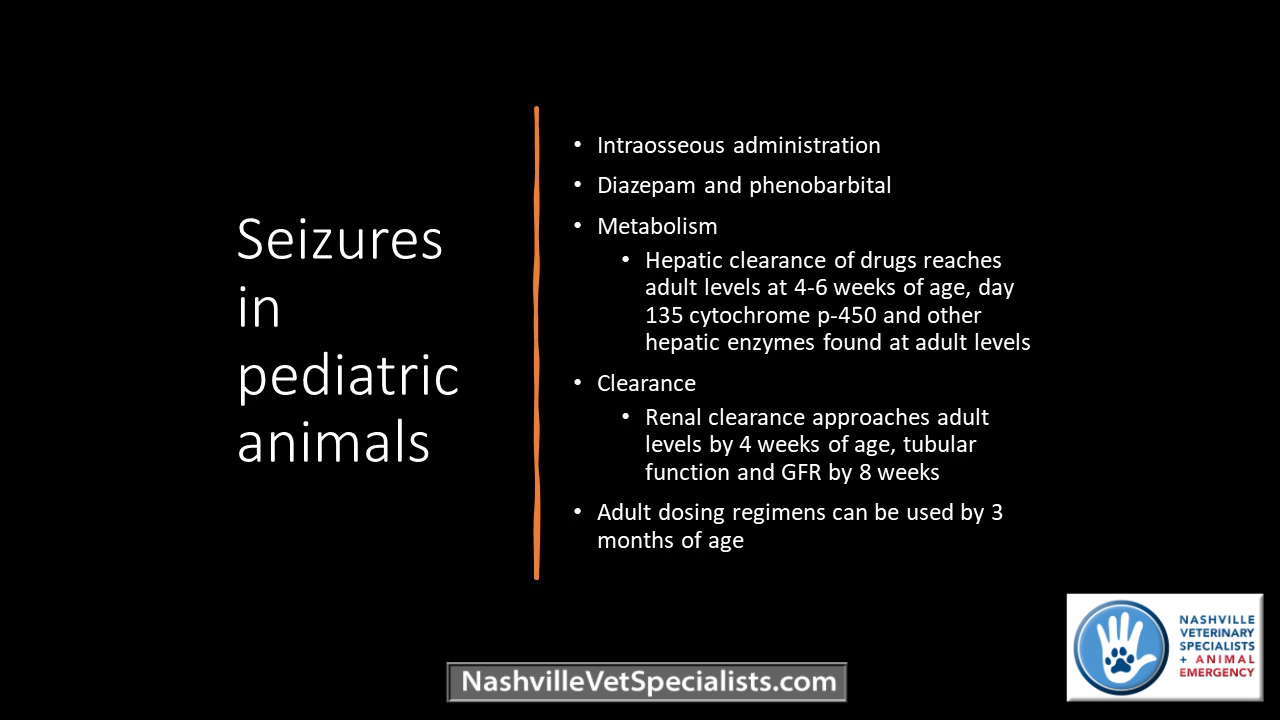 Seizures
in
pediatric
animals
• Intraosseous administration
• Diazepam and phenobarbital
• Metabolism
• Hepatic clearance of drugs reaches
adult levels at 4-6 weeks of age, day
135 cytochrome p-450 and other
hepatic enzymes found at adult levels
• Clearance
• Renal clearance approaches adult
levels by 4 weeks of age, tubular
function and GFR by 8 weeks
• Adult dosing regimens can be used by 3
months of age
NASHVILLE
VETERINARY
SPECIALISTS
+ ANIMAL
EMERGENCY
NashvilleVetSpecialists.com